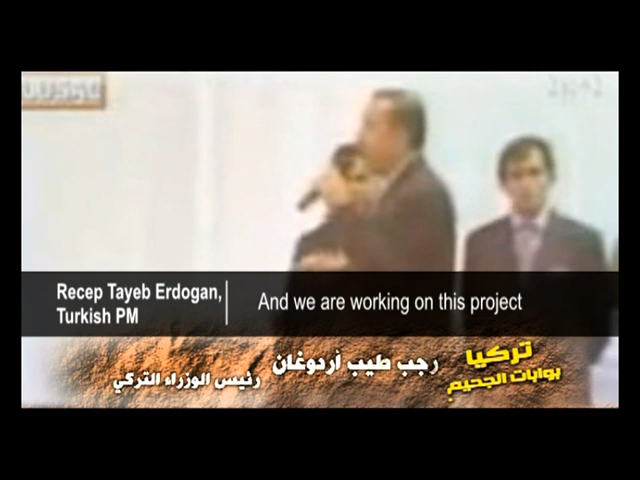 Recep Tayeb Erdogan,
Turkish PM
And we are working on this project
رجب طيب أردوغان
رئيس الوزراء التركي
تركيا
بوابات الجحيم